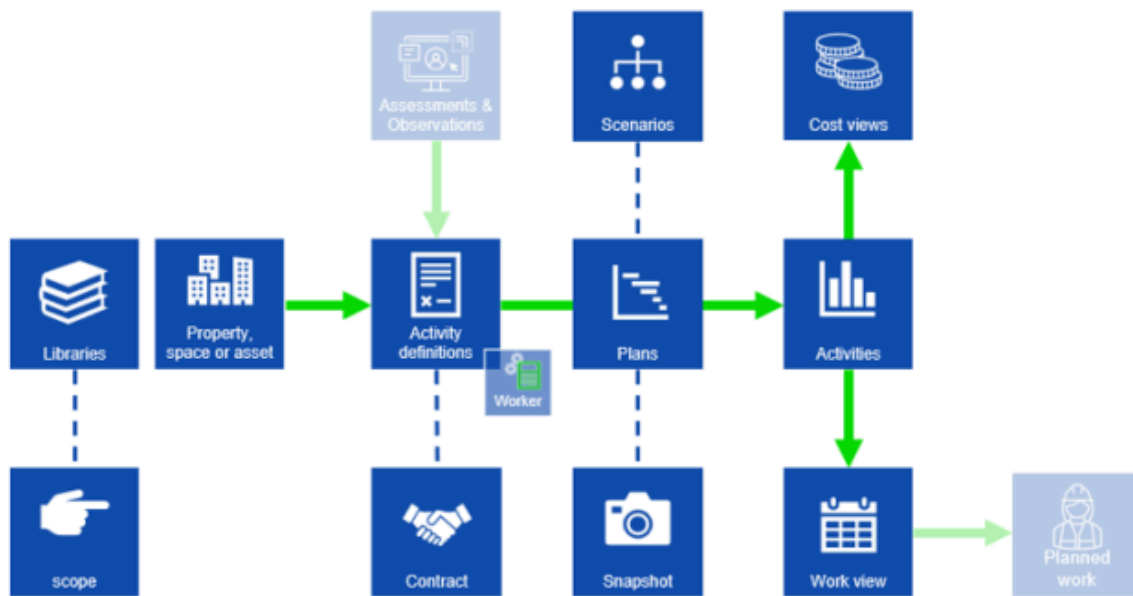 Assessments &
Observations
Scenarios
Cost views
Libraries
Property,
space or asset
Activity
definitions
Worker
Plans
Activities
scope
Contract
Snapshot
Work view
Planned
work